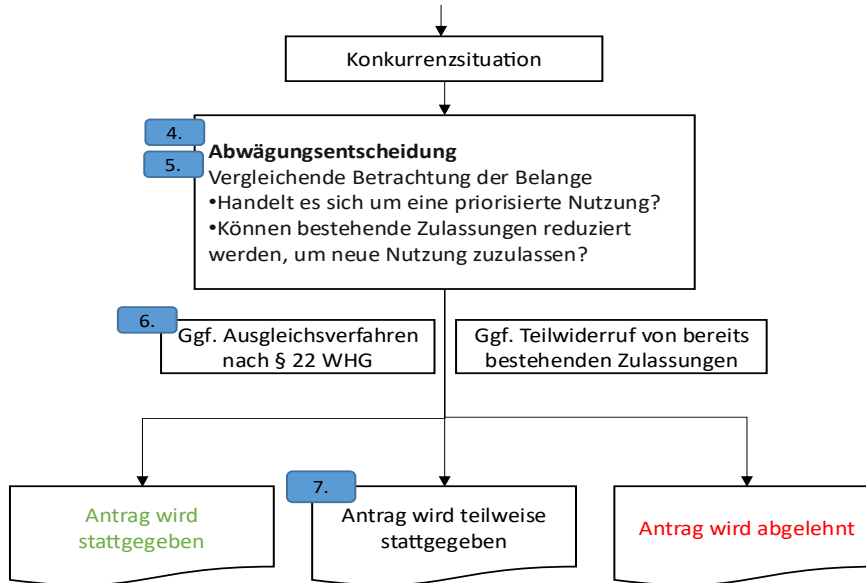 Konkurrenzsituation
4.
5.
Abwägungsentscheidung
Vergleichende Betrachtung der Belange
•Handelt es sich um eine priorisierte Nutzung?
•Können bestehende Zulassungen reduziert
werden, um neue Nutzung zuzulassen?
6.
Ggf. Ausgleichsverfahren
nach § 22 WHG
Ggf. Teilwiderruf von bereits
bestehenden Zulassungen
Antrag wird
stattgegeben
7.
Antrag wird teilweise
stattgegeben
Antrag wird abgelehnt